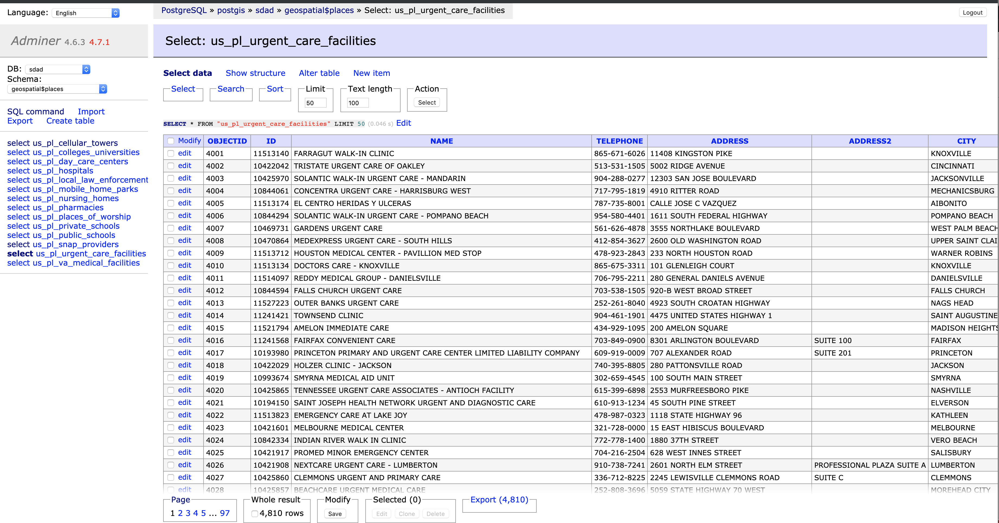 Language: English
PostgreSQL » postgis » sdad » geospatial$places » Select: us_pl_urgent_care_facilities
Logout
Adminer 4.6.3 4.7.1
Select: us_pl_urgent_care_facilities
DB: sdad
Schema:
geospatial$places
SQL command Import
Export Create table
select us_pl_cellular_towers
select us_pl_colleges_universities
select us_pl_day_care_centers
select us_pl_hospitals
select us_pl_local_law_enforcement
select us_pl_mobile_home_parks
select us_pl_nursing_homes
select us_pl_pharmacies
select us_pl_places_of_worship
select us_pl_private_schools
select us_pl_public_schools
select us_pl_snap_providers
select us_pl_urgent_care_facilities
select us_pl_va_medical_facilities
Select data Show structure Alter table New item
Select Search Sort Limit Text length Action
50 100 Select
SELECT * FROM "us_pl_urgent_care_facilities" LIMIT 50 (0.046 s) Edit
Modify OBJECTID ID NAME TELEPHONE ADDRESS ADDRESS2 CITY
edit 4001 11513140 FARRAGUT WALK-IN CLINIC 865-671-6026 11408 KINGSTON PIKE KNOXVILLE
edit 4002 10422042 TRISTATE URGENT CARE OF OAKLEY 513-531-1505 5002 RIDGE AVENUE CINCINNATI
edit 4003 10425970 SOLANTIC WALK-IN URGENT CARE - MANDARIN 904-288-0277 12303 SAN JOSE BOULEVARD JACKSONVILLE
edit 4004 10844061 CONCENTRA URGENT CARE - HARRISBURG WEST 717-795-1819 4910 RITTER ROAD MECHANICSBURG
edit 4005 11513174 EL CENTRO HERIDAS Y ULCERAS 787-735-8001 CALLE JOSE C VAZQUEZ AIBONITO
edit 4006 10844294 SOLANTIC WALK-IN URGENT CARE - POMPANO BEACH 954-580-4401 1611 SOUTH FEDERAL HIGHWAY POMPANO BEACH
edit 4007 10469731 GARDENS URGENT CARE 561-626-4878 3555 NORTHLAKE BOULEVARD WEST PALM BEACH
edit 4008 10470864 MEDEXPRESS URGENT CARE - SOUTH HILLS 412-854-3627 2600 OLD WASHINGTON ROAD UPPER SAINT CLAI
edit 4009 11513712 HOUSTON MEDICAL CENTER - PAVILLION MED STOP 478-923-2843 233 NORTH HOUSTON ROAD WARNER ROBINS
edit 4010 11513134 DOCTORS CARE - KNOXVILLE 865-675-3311 101 GLENLEIGH COURT KNOXVILLE
edit 4011 11514097 REDDY MEDICAL GROUP - DANIELSVILLE 706-795-2211 280 GENERAL DANIELS AVENUE DANIELSVILLE
edit 4012 10844594 FALLS CHURCH URGENT CARE 703-538-1505 920-B WEST BROAD STREET FALLS CHURCH
edit 4013 11527223 OUTER BANKS URGENT CARE 252-261-8040 4923 SOUTH CROATAN HIGHWAY NAGS HEAD
edit 4014 11241421 TOWNSEND CLINIC 904-461-1901 4475 UNITED STATES HIGHWAY 1 SAINT AUGUSTINE
edit 4015 11521794 AMELON IMMEDIATE CARE 434-929-1095 200 AMELON SQUARE MADISON HEIGHTS
edit 4016 11241568 FAIRFAX CONVENIENT CARE 703-849-0900 8301 ARLINGTON BOULEVARD SUITE 100 FAIRFAX
edit 4017 10193980 PRINCETON PRIMARY AND URGENT CARE CENTER LIMITED LIABILITY COMPANY 609-919-0009 707 ALEXANDER ROAD SUITE 201 PRINCETON
edit 4018 10422029 HOLZER CLINIC - JACKSON 740-395-8805 280 PATTONSVILLE ROAD JACKSON
edit 4019 10993674 SMYRNA MEDICAL AID UNIT 302-659-4545 100 SOUTH MAIN STREET SMYRNA
edit 4020 10425865 TENNESSEE URGENT CARE ASSOCIATES - ANTIOCH FACILITY 615-399-6898 2553 MURFREESBORO PIKE NASHVILLE
edit 4021 10194150 SAINT JOSEPH HEALTH NETWORK URGENT AND DIAGNOSTIC CARE 610-913-1234 45 SOUTH PINE STREET ELVERSON
edit 4022 11513823 EMERGENCY CARE AT LAKE JOY 478-987-0323 1118 STATE HIGHWAY 96 KATHLEEN
edit 4023 10421601 MELBOURNE MEDICAL CENTER 321-728-0000 15 EAST HIBISCUS BOULEVARD MELBOURNE
edit 4024 10842334 INDIAN RIVER WALK IN CLINIC 772-778-1400 1880 37TH STREET VERO BEACH
edit 4025 10421917 PROMED MINOR EMERGENCY CENTER 704-216-2504 628 WEST INNES STREET SALISBURY
edit 4026 10421908 NEXTCARE URGENT CARE - LUMBERTON 910-738-7241 2601 NORTH ELM STREET PROFESSIONAL PLAZA SUITE A LUMBERTON
edit 4027 10425860 CLEMMONS URGENT AND PRIMARY CARE 336-712-8225 2245 LEWISVILLE CLEMMONS ROAD SUITE C CLEMMONS
edit 4028 10425857 BEACHCARE URGENT MEDICAL CARE 252-808-3696 5059 STATE HIGHWAY 70 WEST MOREHEAD CITY
Page Whole result Modify Selected (0) Export (4,810)
1 2 3 4 5 ... 97 4,810 rows Save Edit Clone Delete